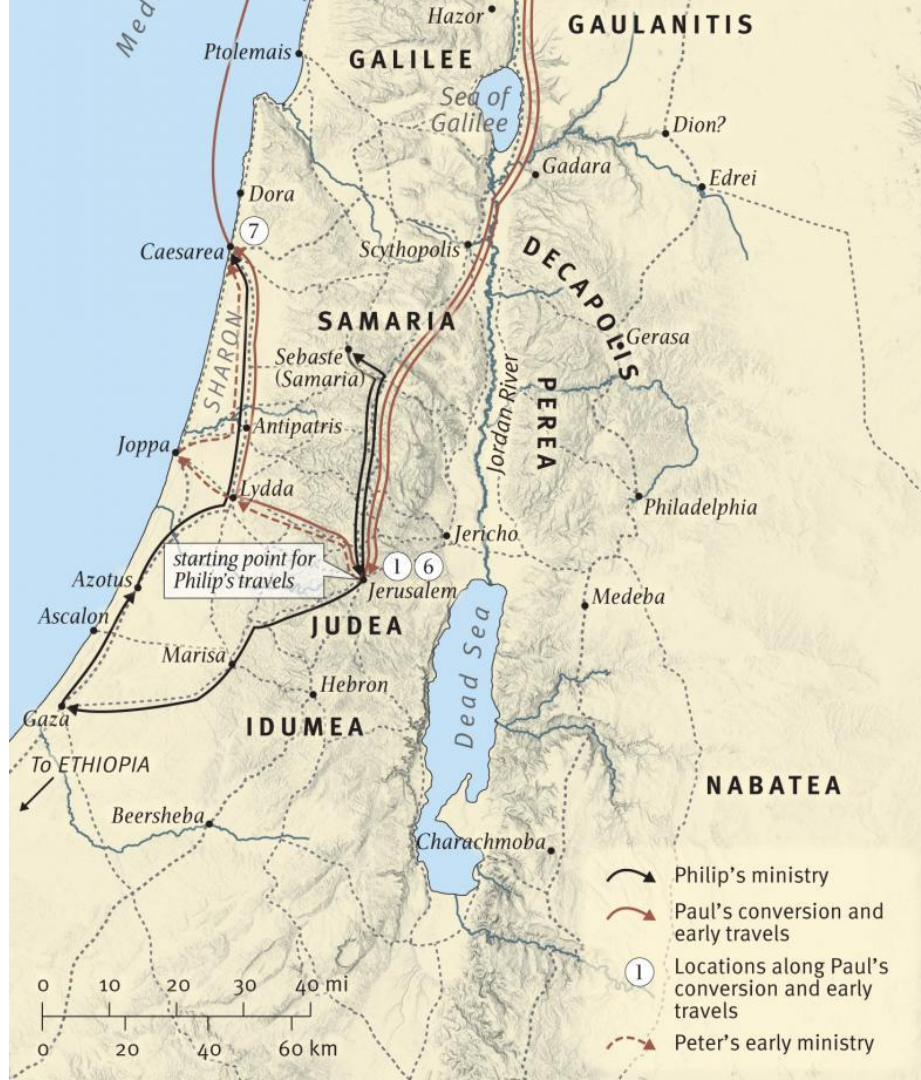 Med
Hazor
GAULANITIS
Ptolemais
GALILEE
Sea of
Galilee
Dion?
Gadara
Edrei
Dora
7
Caesarea
Scythopolis
DECAPOLIS
SHARON
SAMARIA
Gerasa
Sebaste
(Samaria)
Jordan River
PEREA
Antipatris
Joppa
Lydda
Philadelphia
Jericho
starting point for
Philip's travels
1 6
Azotus
Jerusalem
Medeba
Ascalon
JUDEA
Marisa
Dead Sea
Hebron
Gaza
IDUMEA
To ETHIOPIA
NABATEA
Beersheba
Charachmoba
Philip's ministry
Paul's conversion and
early travels
1
Locations along Paul's
conversion and early
travels
Peter's early ministry
0 10 20 30 40 mi
0 20 40 60 km